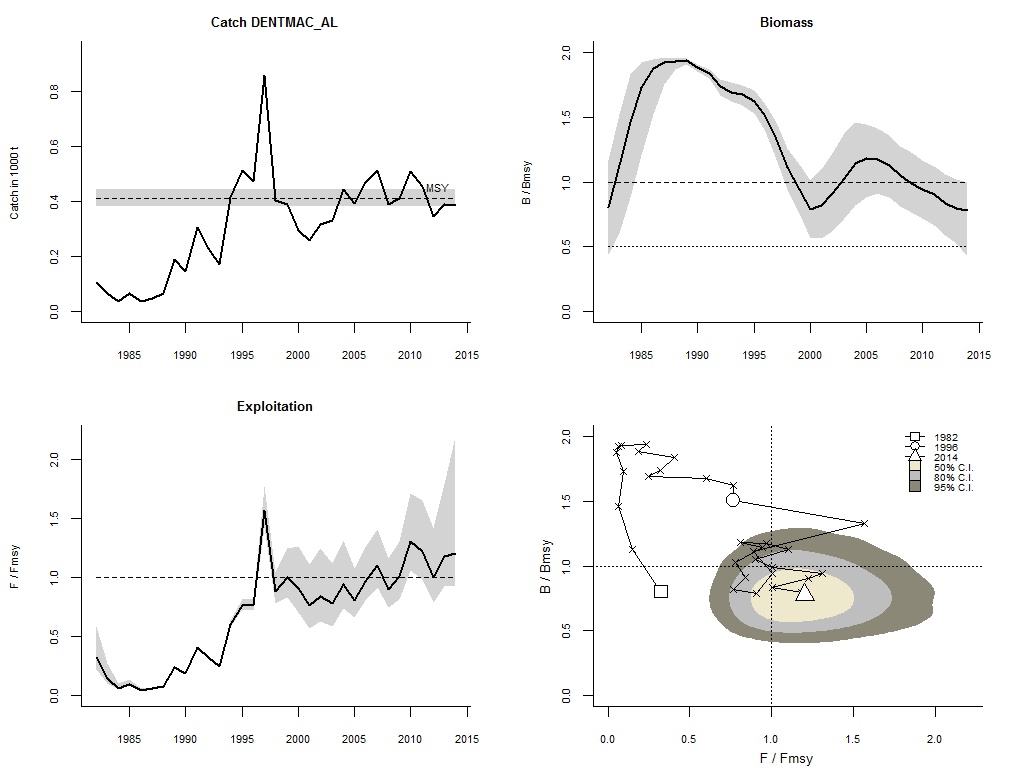 Catch DENTMAC_AL
Catch in 1000 t
0.0 0.2 0.4 0.6 0.8
MSY
1985 1990 1995 2000 2005 2010 2015
Biomass
B / Bmsy
0.0 0.5 1.0 1.5 2.0
1985 1990 1995 2000 2005 2010 2015
Exploitation
F / Fmsy
0.0 0.5 1.0 1.5 2.0
1985 1990 1995 2000 2005 2010 2015
B / Bmsy
0.0 0.5 1.0 1.5 2.0
1982
1996
2014
50% C.I.
80% C.I.
95% C.I.
0.0 0.5 1.0 1.5 2.0
F / Fmsy